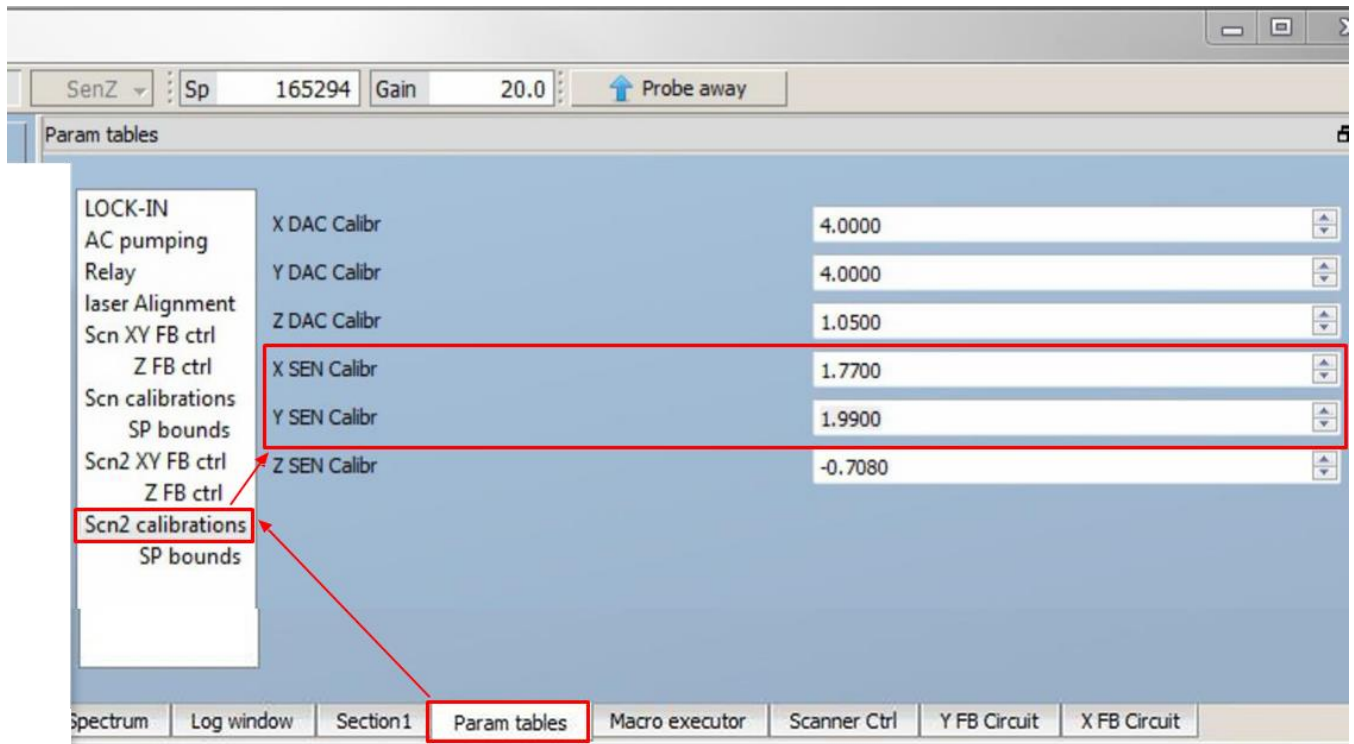 SenZ Sp 165294 Gain 20.0 Probe away
Param tables
LOCK-IN
AC pumping
Relay
laser Alignment
Scn XY FB ctrl
Z FB ctrl
Scn calibrations
SP bounds
Scn2 XY FB ctrl
Z FB ctrl
Scn2 calibrations
SP bounds
X DAC Calibr 4.0000
Y DAC Calibr 4.0000
Z DAC Calibr 1.0500
X SEN Calibr 1.7700
Y SEN Calibr 1.9900
Z SEN Calibr -0.7080
Spectrum Log window Section1 Param tables Macro executor Scanner Ctrl Y FB Circuit X FB Circuit